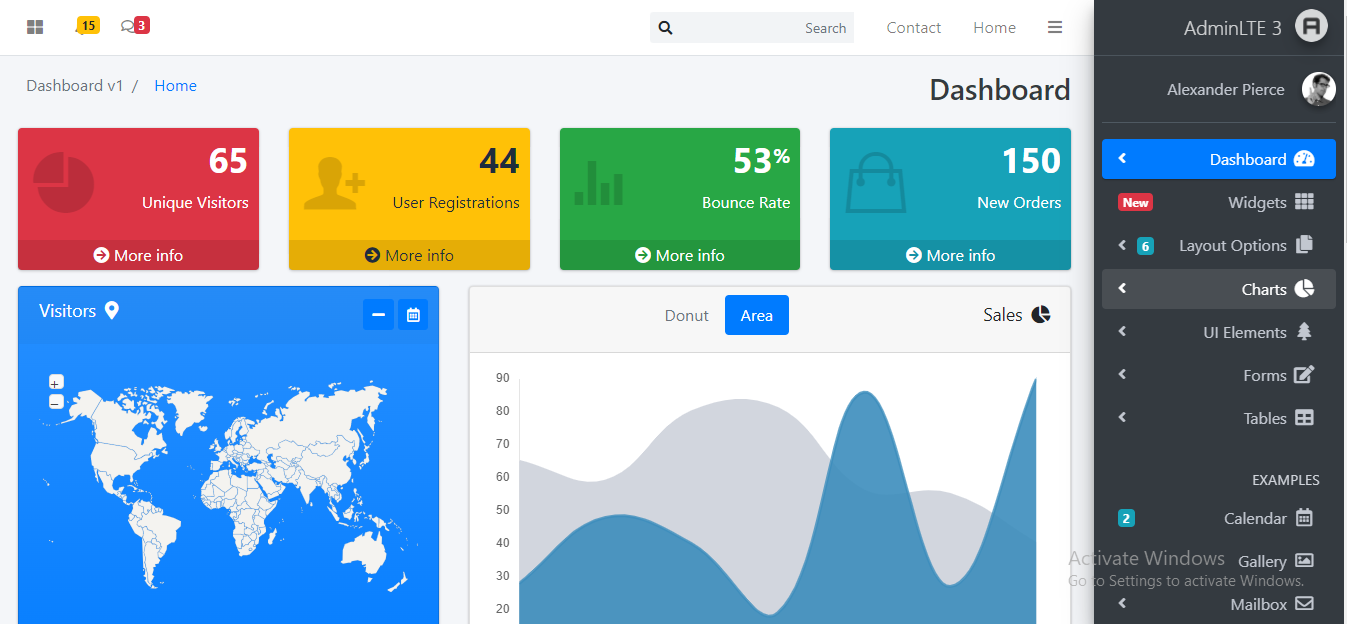 15
3
Search
Contact
Home
AdminLTE 3
Alexander Pierce
Dashboard v1 / Home
Dashboard
65
Unique Visitors
More info
44
User Registrations
More info
53%
Bounce Rate
More info
150
New Orders
More info
Visitors
+
−
Donut
Area
Sales
90
80
70
60
50
40
30
20
Dashboard
New
Widgets
6
Layout Options
Charts
UI Elements
Forms
Tables
EXAMPLES
2
Calendar
Gallery
Mailbox
Activate Windows
Go to Settings to activate Windows.